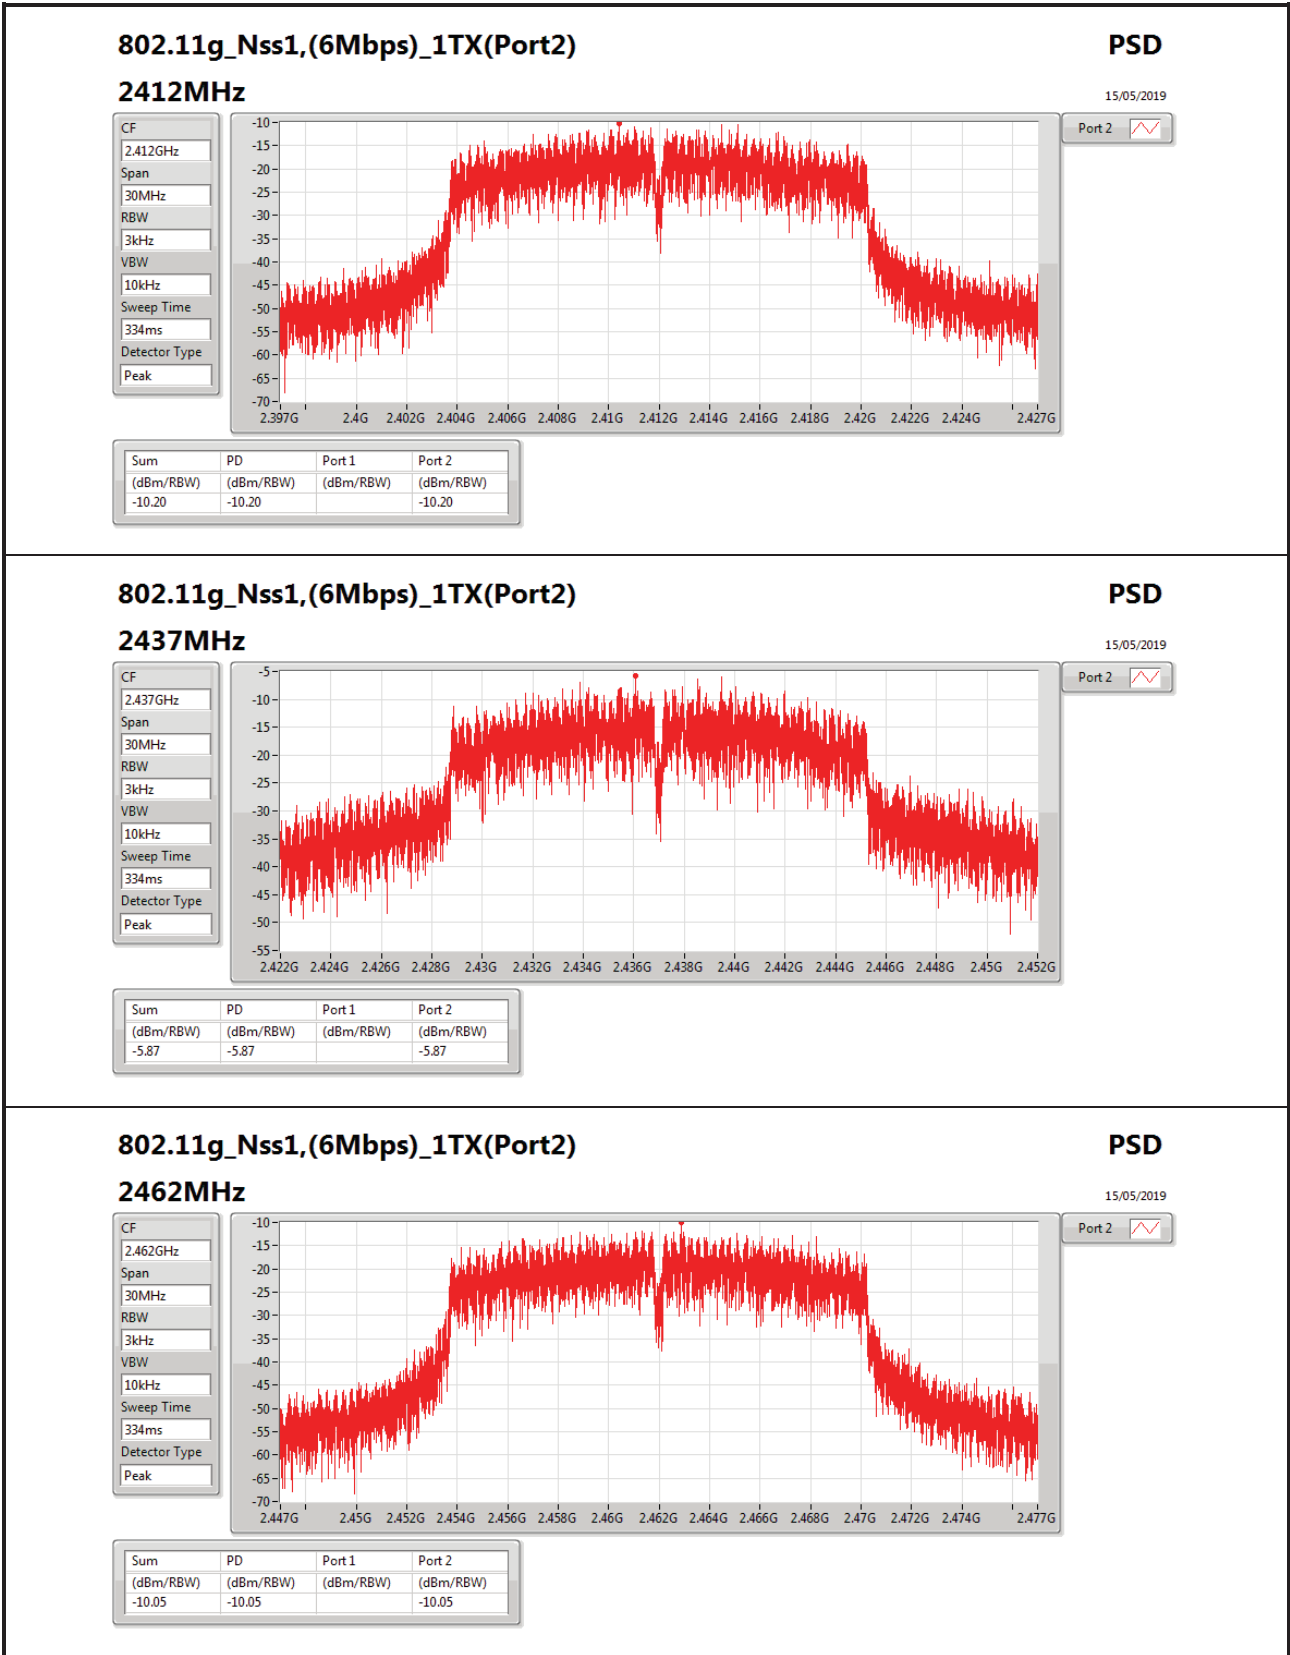 802.11g_Nss1,(6Mbps)_1TX(Port2) PSD
2412MHz 15/05/2019
CF
2.412GHz
Span
30MHz
RBW
3kHz
VBW
10kHz
Sweep Time
334ms
Detector Type
Peak
-10
-15
-20
-25
-30
-35
-40
-45
-50
-55
-60
-65
-70
2.397G 2.4G 2.402G 2.404G 2.406G 2.408G 2.41G 2.412G 2.414G 2.416G 2.418G 2.42G 2.422G 2.424G 2.427G
Port 2
Sum PD Port 1 Port 2
(dBm/RBW) (dBm/RBW) (dBm/RBW) (dBm/RBW)
-10.20 -10.20 -10.20
802.11g_Nss1,(6Mbps)_1TX(Port2) PSD
2437MHz 15/05/2019
CF
2.437GHz
Span
30MHz
RBW
3kHz
VBW
10kHz
Sweep Time
334ms
Detector Type
Peak
-5
-10
-15
-20
-25
-30
-35
-40
-45
-50
-55
2.422G 2.424G 2.426G 2.428G 2.43G 2.432G 2.434G 2.436G 2.438G 2.44G 2.442G 2.444G 2.446G 2.448G 2.45G 2.452G
Port 2
Sum PD Port 1 Port 2
(dBm/RBW) (dBm/RBW) (dBm/RBW) (dBm/RBW)
-5.87 -5.87 -5.87
802.11g_Nss1,(6Mbps)_1TX(Port2) PSD
2462MHz 15/05/2019
CF
2.462GHz
Span
30MHz
RBW
3kHz
VBW
10kHz
Sweep Time
334ms
Detector Type
Peak
-10
-15
-20
-25
-30
-35
-40
-45
-50
-55
-60
-65
-70
2.447G 2.45G 2.452G 2.454G 2.456G 2.458G 2.46G 2.462G 2.464G 2.466G 2.468G 2.47G 2.472G 2.474G 2.477G
Port 2
Sum PD Port 1 Port 2
(dBm/RBW) (dBm/RBW) (dBm/RBW) (dBm/RBW)
-10.05 -10.05 -10.05